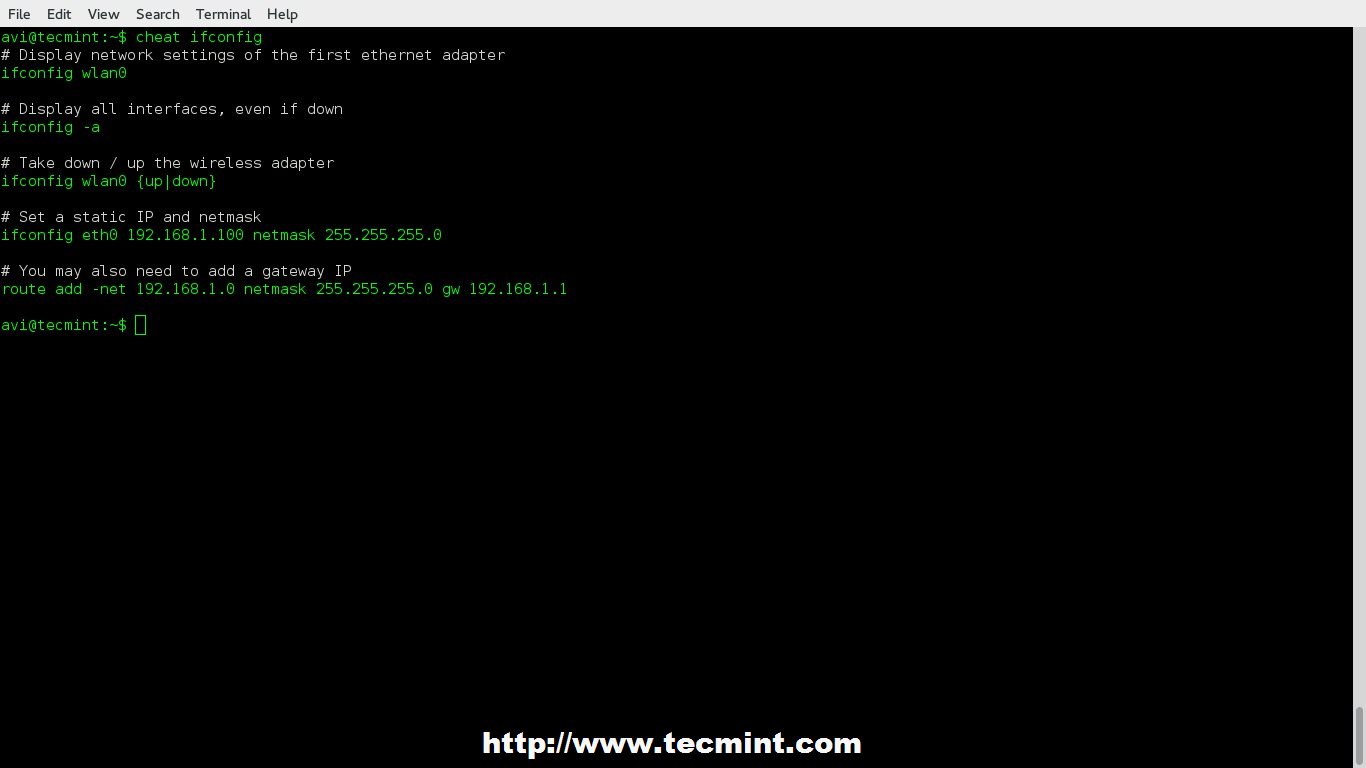 File Edit View Search Terminal Help
avi@tecmint:~$ cheat ifconfig
# Display network settings of the first ethernet adapter
ifconfig wlan0
# Display all interfaces, even if down
ifconfig -a
# Take down / up the wireless adapter
ifconfig wlan0 {up|down}
# Set a static IP and netmask
ifconfig eth0 192.168.1.100 netmask 255.255.255.0
# You may also need to add a gateway IP
route add -net 192.168.1.0 netmask 255.255.255.0 gw 192.168.1.1
avi@tecmint:~$
http://www.tecmint.com